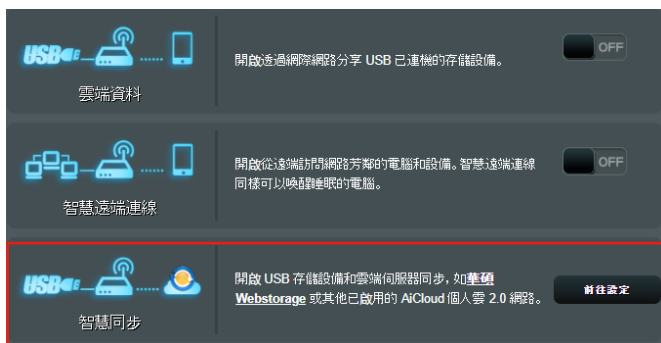 USB
開啟透過網際網路分享 USB 已連機的存儲設備。
OFF
雲端資料
開啟從遠端訪問網路芳鄰的電腦和設備。智慧遠端連線
同樣可以喚醒睡眠的電腦。
OFF
智慧遠端連線
USB
開啟 USB 存儲設備和雲端伺服器同步，如華碩
Webstorage 或其他已啟用的 AiCloud 個人雲 2.0 網路。
前往設定
智慧同步